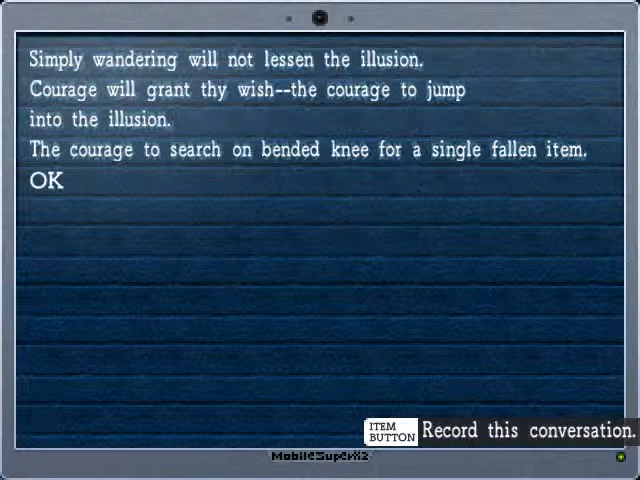 Simply wandering will not lessen the illusion.
Courage will grant thy wish--the courage to jump
into the illusion.
The courage to search on bended knee for a single fallen item.
OK
ITEM
BUTTON
Record this conversation.
MobileSuperX2